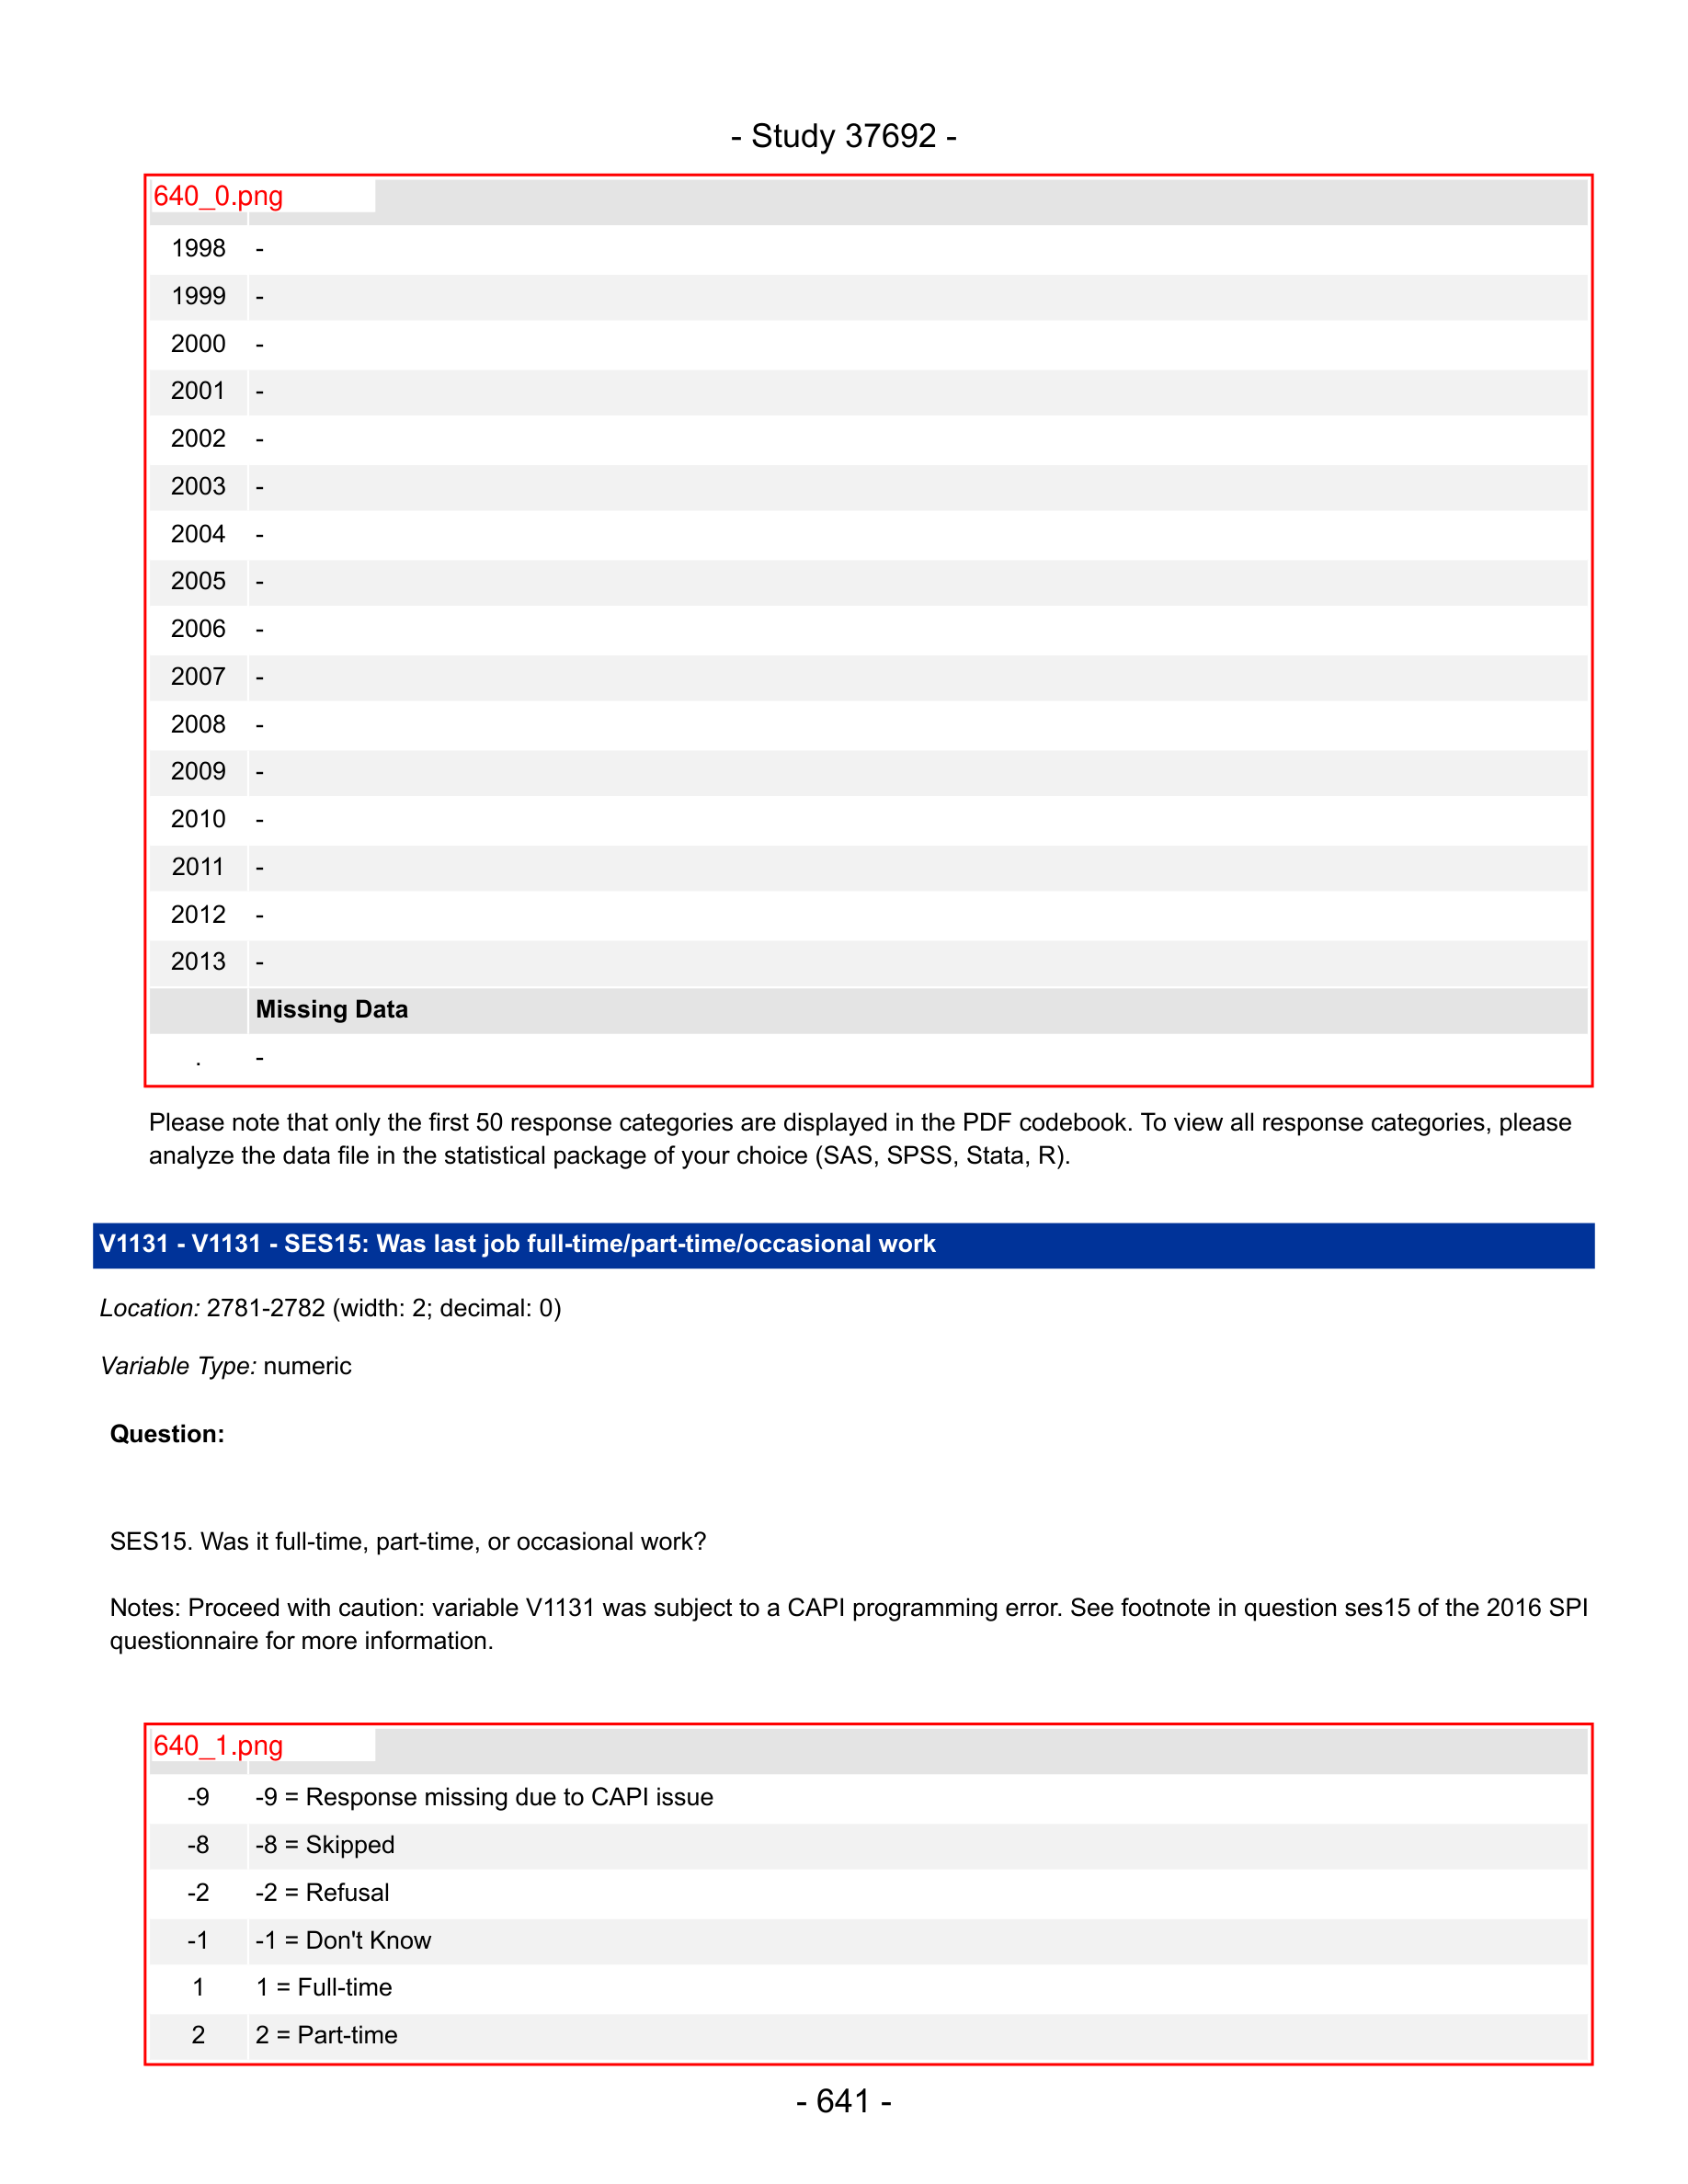 - Study 37692 -
640_0.png
1998 -
1999 -
2000 -
2001 -
2002 -
2003 -
2004 -
2005 -
2006 -
2007 -
2008 -
2009 -
2010 -
2011 -
2012 -
2013 -
Missing Data
. -
Please note that only the first 50 response categories are displayed in the PDF codebook. To view all response categories, please
analyze the data file in the statistical package of your choice (SAS, SPSS, Stata, R).
V1131 - V1131 - SES15: Was last job full-time/part-time/occasional work
Location: 2781-2782 (width: 2; decimal: 0)
Variable Type: numeric
Question:
SES15. Was it full-time, part-time, or occasional work?
Notes: Proceed with caution: variable V1131 was subject to a CAPI programming error. See footnote in question ses15 of the 2016 SPI
questionnaire for more information.
640_1.png
-9 -9 = Response missing due to CAPI issue
-8 -8 = Skipped
-2 -2 = Refusal
-1 -1 = Don't Know
1 1 = Full-time
2 2 = Part-time
- 641 -